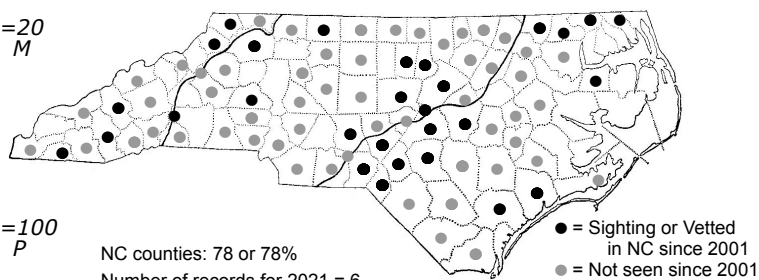 =20
M
=100
P
NC counties: 78 or 78%
Number of records for 2021 = 6
● = Sighting or Vetted
in NC since 2001
● = Not seen since 2001